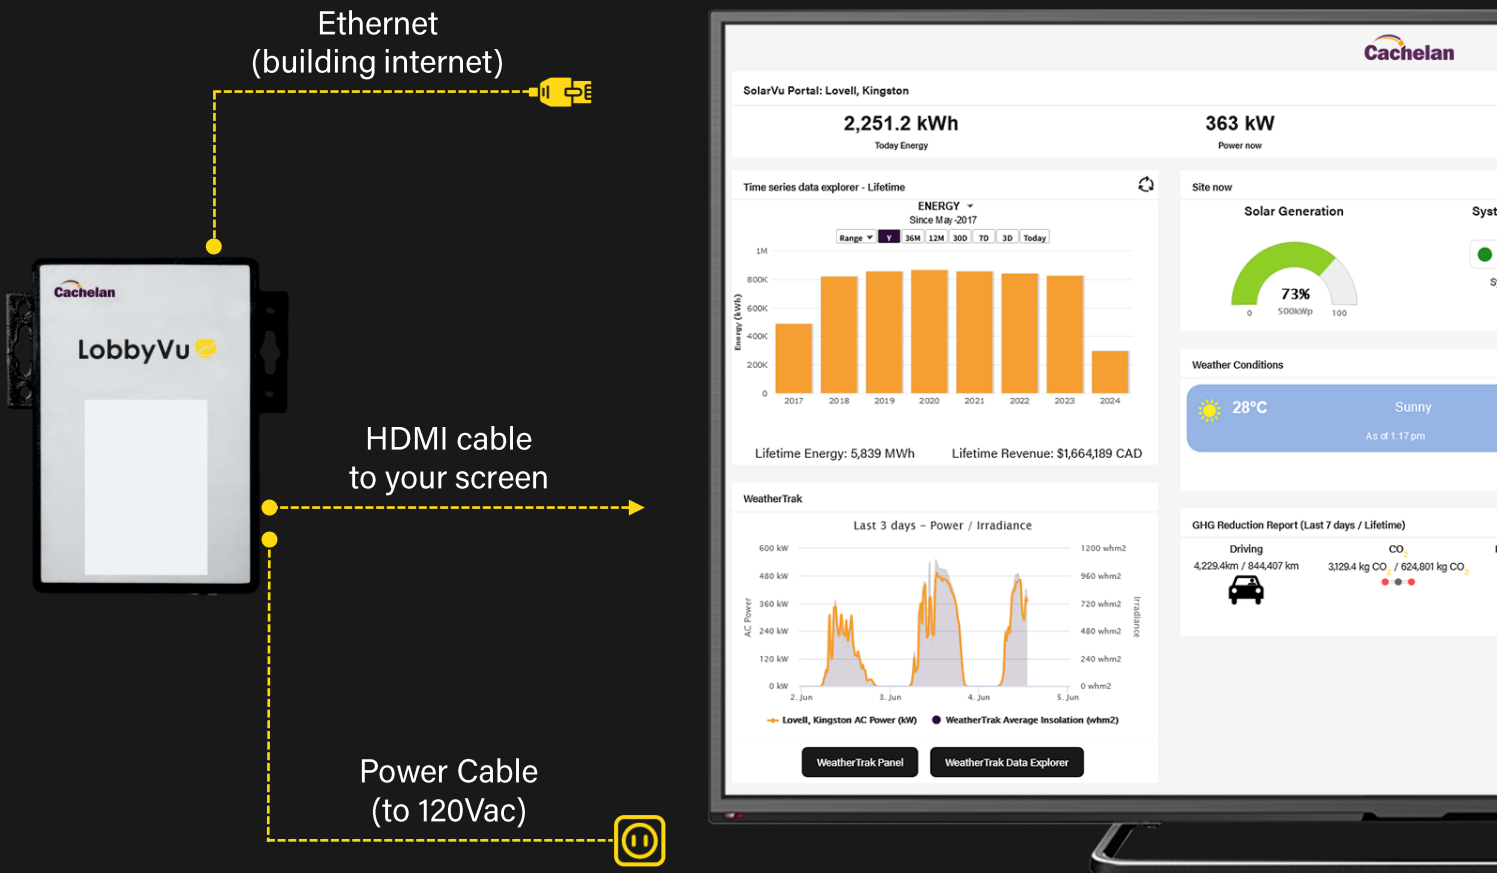 Ethernet
(building internet)
Cachelan
LobbyVu
HDMI cable
to your screen
Power Cable
(to 120Vac)
Cachelan
SolarVu Portal: Lovell, Kingston
2,251.2 kWh
Today Energy
363 kW
Power now
Time series data explorer - Lifetime
ENERGY
Since May-2017
Range Y 36M 12M 30D 7D 3D Today
1M
800K
600K
400K
200K
0
Energy (kWh)
2017 2018 2019 2020 2021 2022 2023 2024
Lifetime Energy: 5,839 MWh Lifetime Revenue: $1,664,189 CAD
WeatherTrak
Last 3 days – Power / Irradiance
600 kW
480 kW
360 kW
240 kW
120 kW
0 kW
AC Power
1200 whm2
960 whm2
720 whm2
480 whm2
240 whm2
0 whm2
Irradiance
2. Jun 3. Jun 4. Jun 5. Jun
Lovell, Kingston AC Power (kW) WeatherTrak Average Insolation (whm2)
WeatherTrak Panel WeatherTrak Data Explorer
Site now
Solar Generation
73%
0 500kWp 100
Syst
Sy
Weather Conditions
28°C Sunny
As of 1:17 pm
GHG Reduction Report (Last 7 days / Lifetime)
Driving
4,229.4km / 844,407 km
CO2
3,129.4 kg CO2 / 624,801 kg CO2